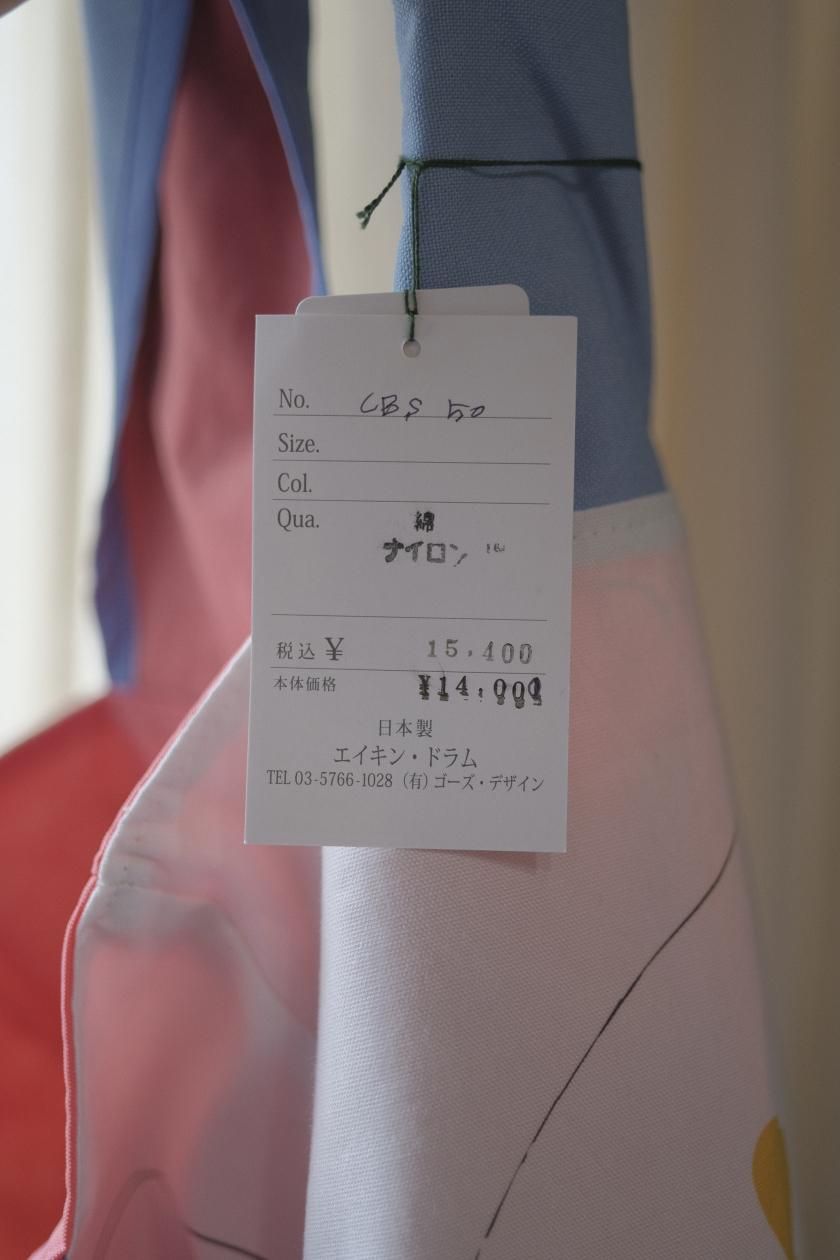 No. CBS 50
Size.
Col.
Qua. 綿
ナイロン
税込 ¥ 15,400
本体価格 ¥14,000
日本製
エイキン・ドラム
TEL 03-5766-1028（有）ゴーズ・デザイン